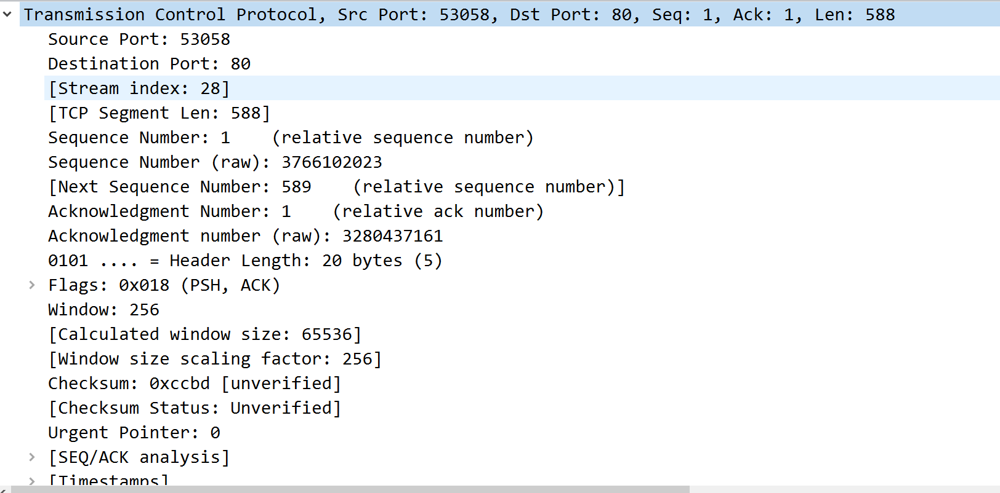 Transmission Control Protocol, Src Port: 53058, Dst Port: 80, Seq: 1, Ack: 1, Len: 588
Source Port: 53058
Destination Port: 80
[Stream index: 28]
[TCP Segment Len: 588]
Sequence Number: 1    (relative sequence number)
Sequence Number (raw): 3766102023
[Next Sequence Number: 589    (relative sequence number)]
Acknowledgment Number: 1    (relative ack number)
Acknowledgment number (raw): 3280437161
0101 .... = Header Length: 20 bytes (5)
Flags: 0x018 (PSH, ACK)
Window: 256
[Calculated window size: 65536]
[Window size scaling factor: 256]
Checksum: 0xccbd [unverified]
[Checksum Status: Unverified]
Urgent Pointer: 0
[SEQ/ACK analysis]
[Timestamps]